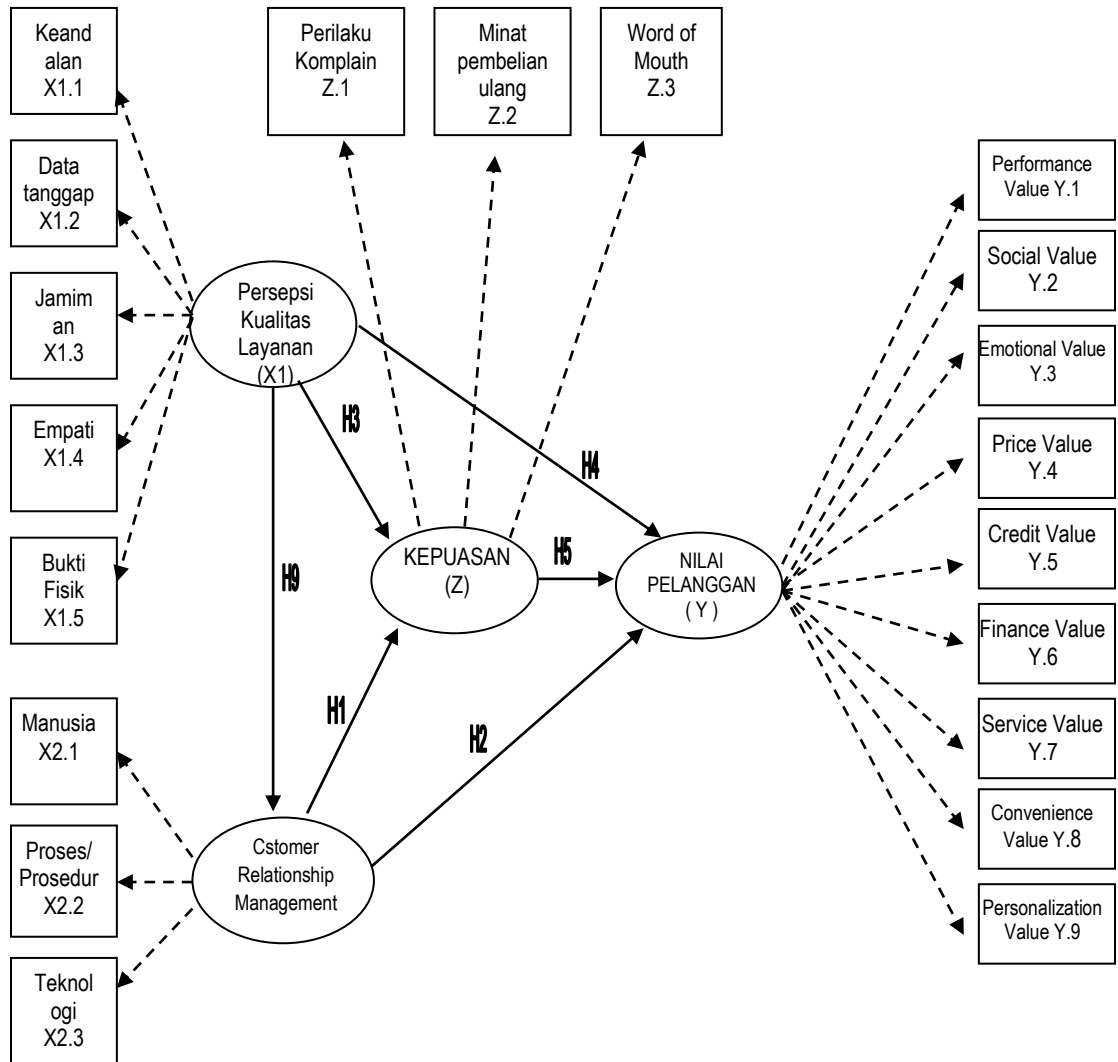 Keand
alan
X1.1
Perilaku
Komplain
Z.1
Minat
pembelian
ulang
Z.2
Word of
Mouth
Z.3
Data
tanggap
X1.2
Jamim
an
X1.3
Empati
X1.4
Bukti
Fisik
X1.5
Persepsi
Kualitas
Layanan
(X1)
H3
H4
H9
KEPUASAN
(Z)
H5
NILAI
PELANGGAN
( Y )
H1
H2
Manusia
X2.1
Proses/
Prosedur
X2.2
Teknol
ogi
X2.3
Cstomer
Relationship
Management
Performance
Value Y.1
Social Value
Y.2
Emotional Value
Y.3
Price Value
Y.4
Credit Value
Y.5
Finance Value
Y.6
Service Value
Y.7
Convenience
Value Y.8
Personalization
Value Y.9